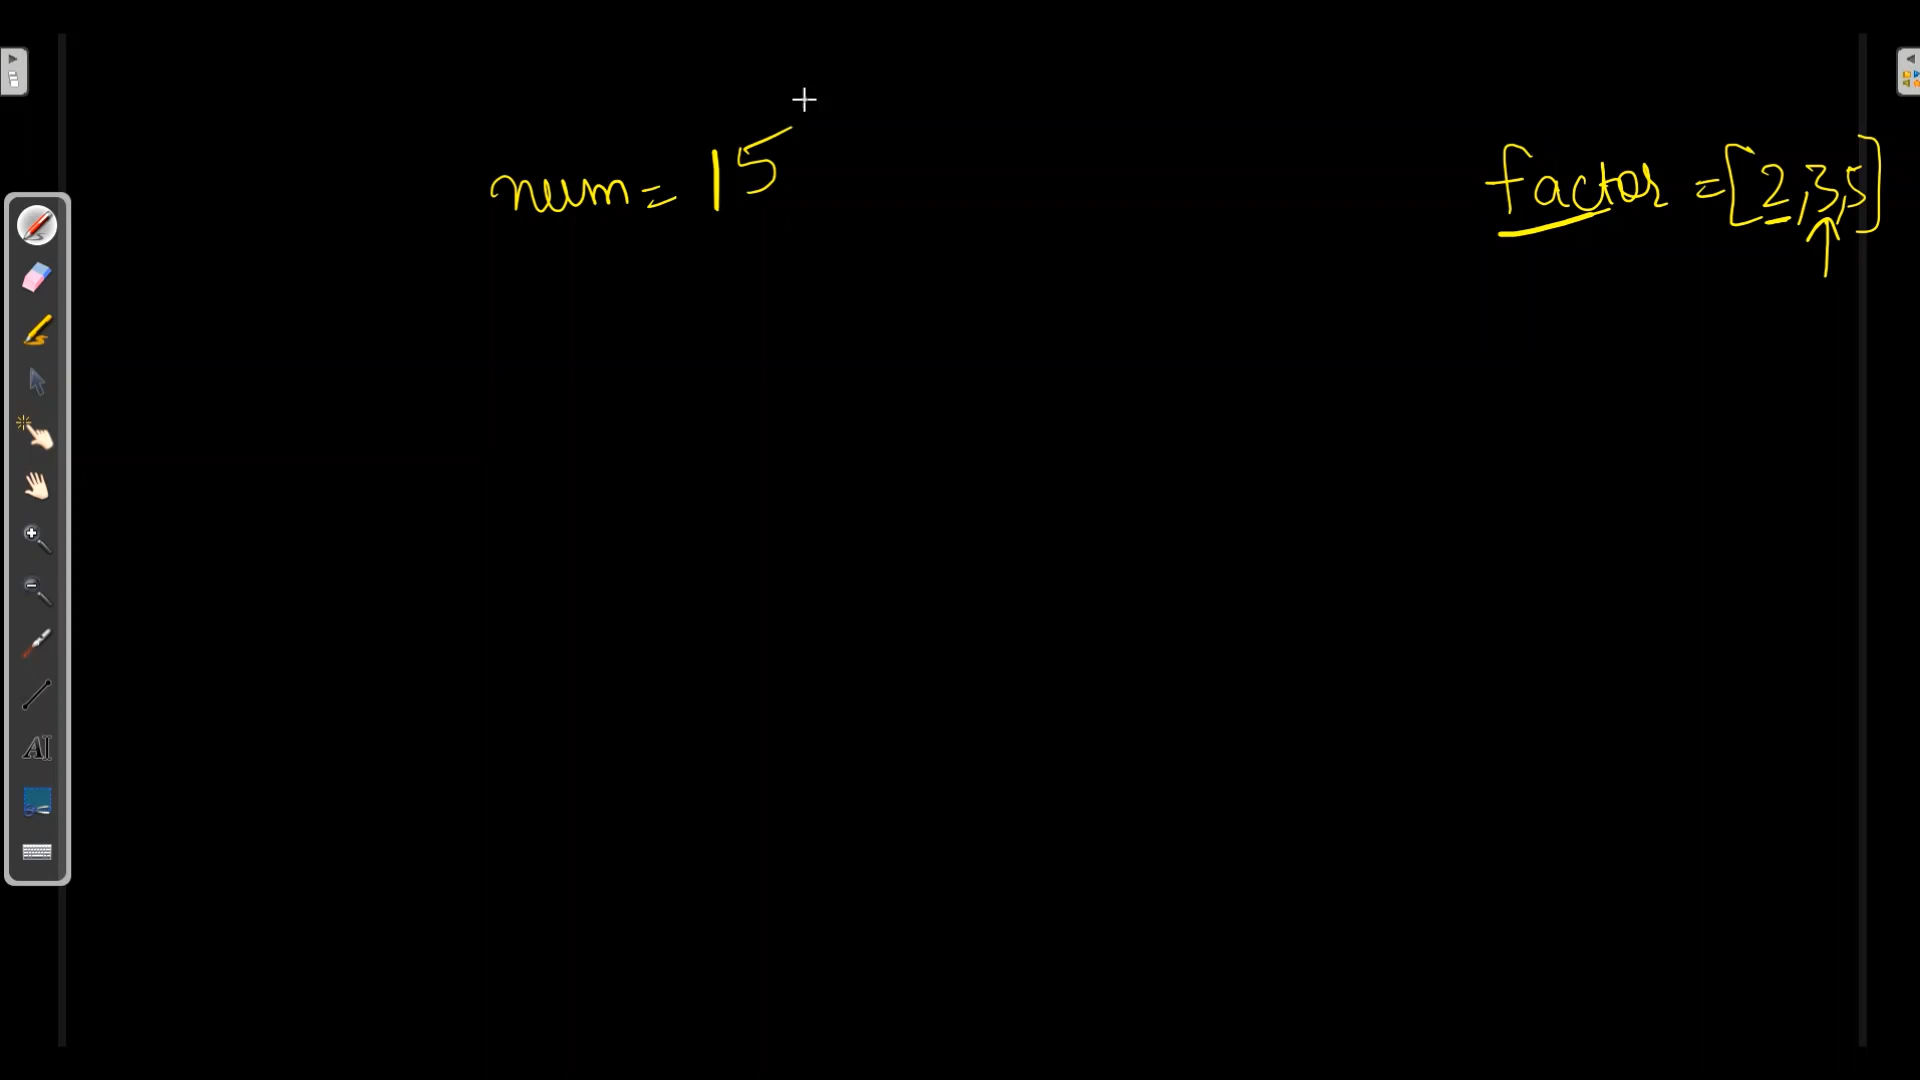 num = 15
factor = [2,3,5]